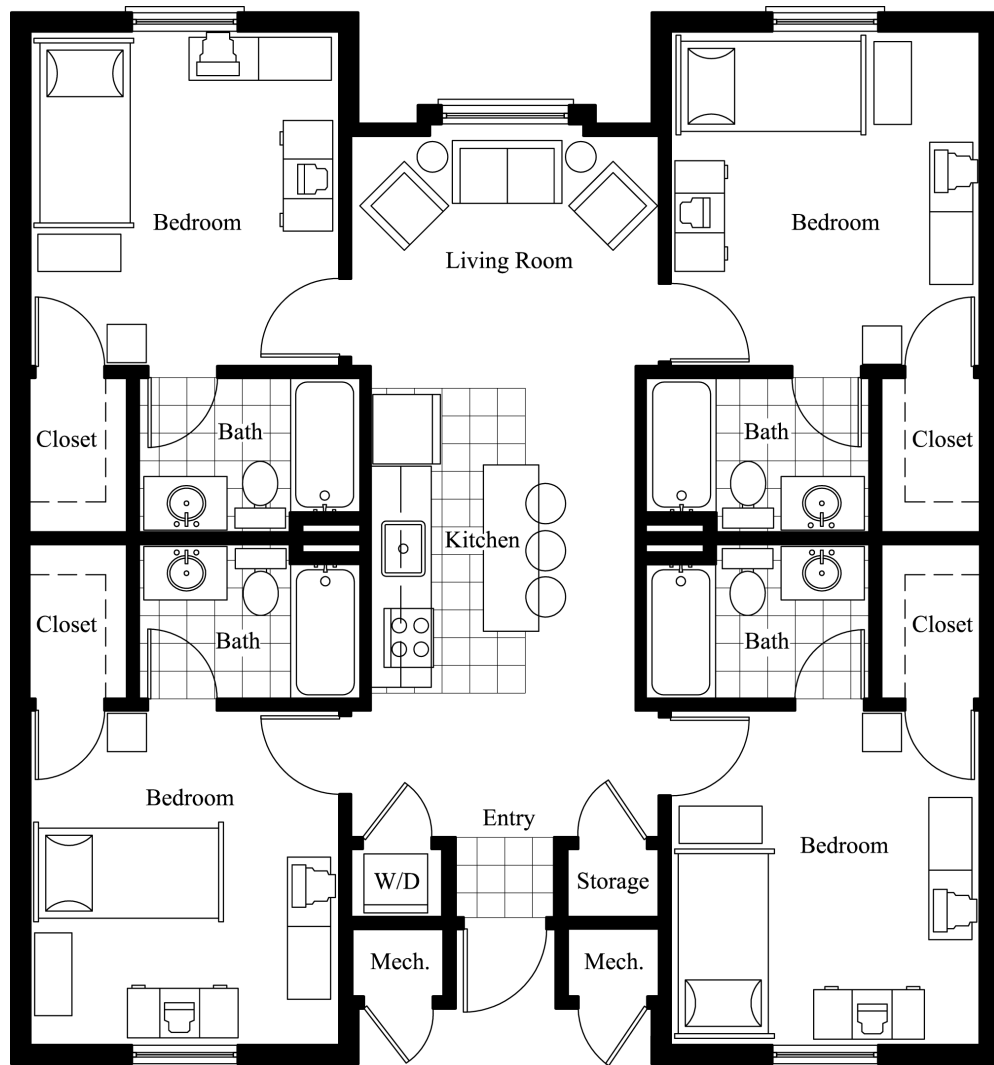 Bedroom
Bedroom
Living Room
Closet
Bath
Bath
Closet
Kitchen
Closet
Bath
Bath
Closet
Bedroom
Entry
Bedroom
W/D
Storage
Mech.
Mech.